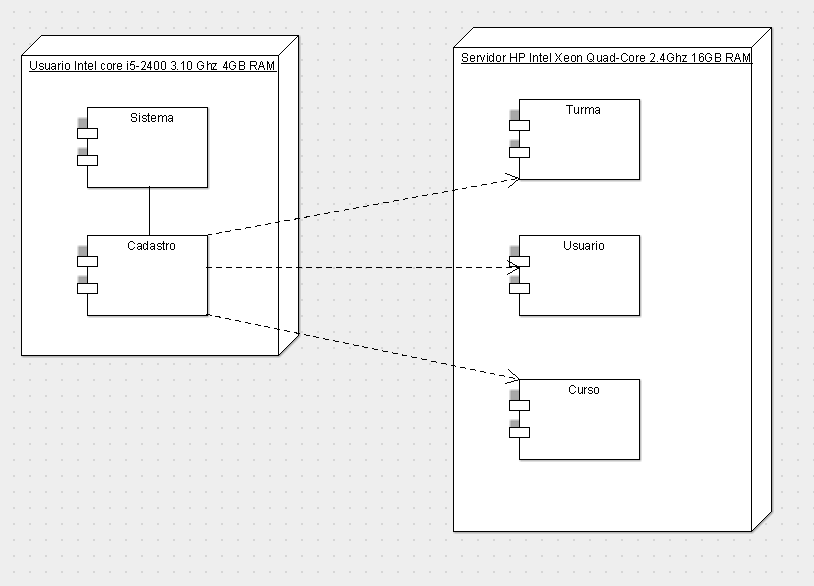 Usuario Intel core i5-2400 3.10 Ghz 4GB RAM
Sistema
Cadastro
Servidor HP Intel Xeon Quad-Core 2.4Ghz 16GB RAM
Turma
Usuario
Curso